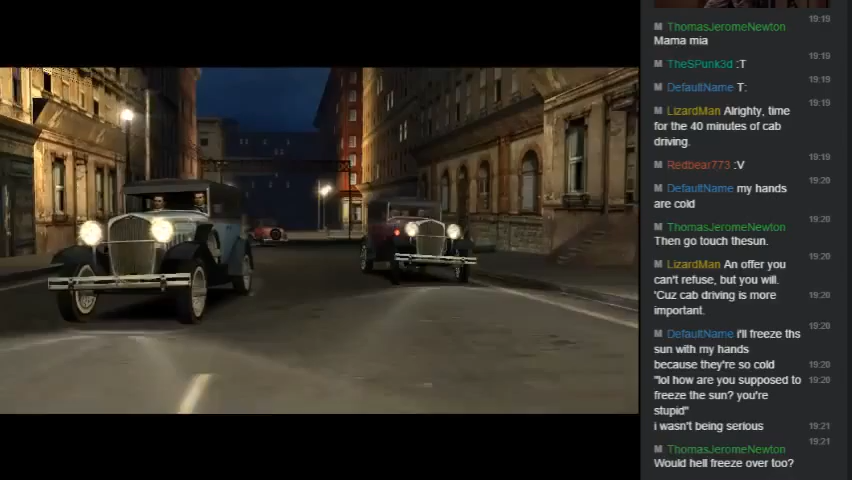 19:19
M ThomasJeromeNewton
Mama mia
19:19
M TheSPunk3d :T
19:19
M DefaultName T:
19:19
M LizardMan Alrighty, time
for the 40 minutes of cab
driving.
19:19
M Redbear773 :V
19:20
M DefaultName my hands
are cold
19:20
M ThomasJeromeNewton
Then go touch thesun.
19:20
M LizardMan An offer you
can't refuse, but you will.
'Cuz cab driving is more 19:20
important.
19:20
M DefaultName i'll freeze ths
sun with my hands
because they're so cold 19:20
"lol how are you supposed to 19:20
freeze the sun? you're
stupid"
i wasn't being serious 19:21
19:21
M ThomasJeromeNewton
Would hell freeze over too?